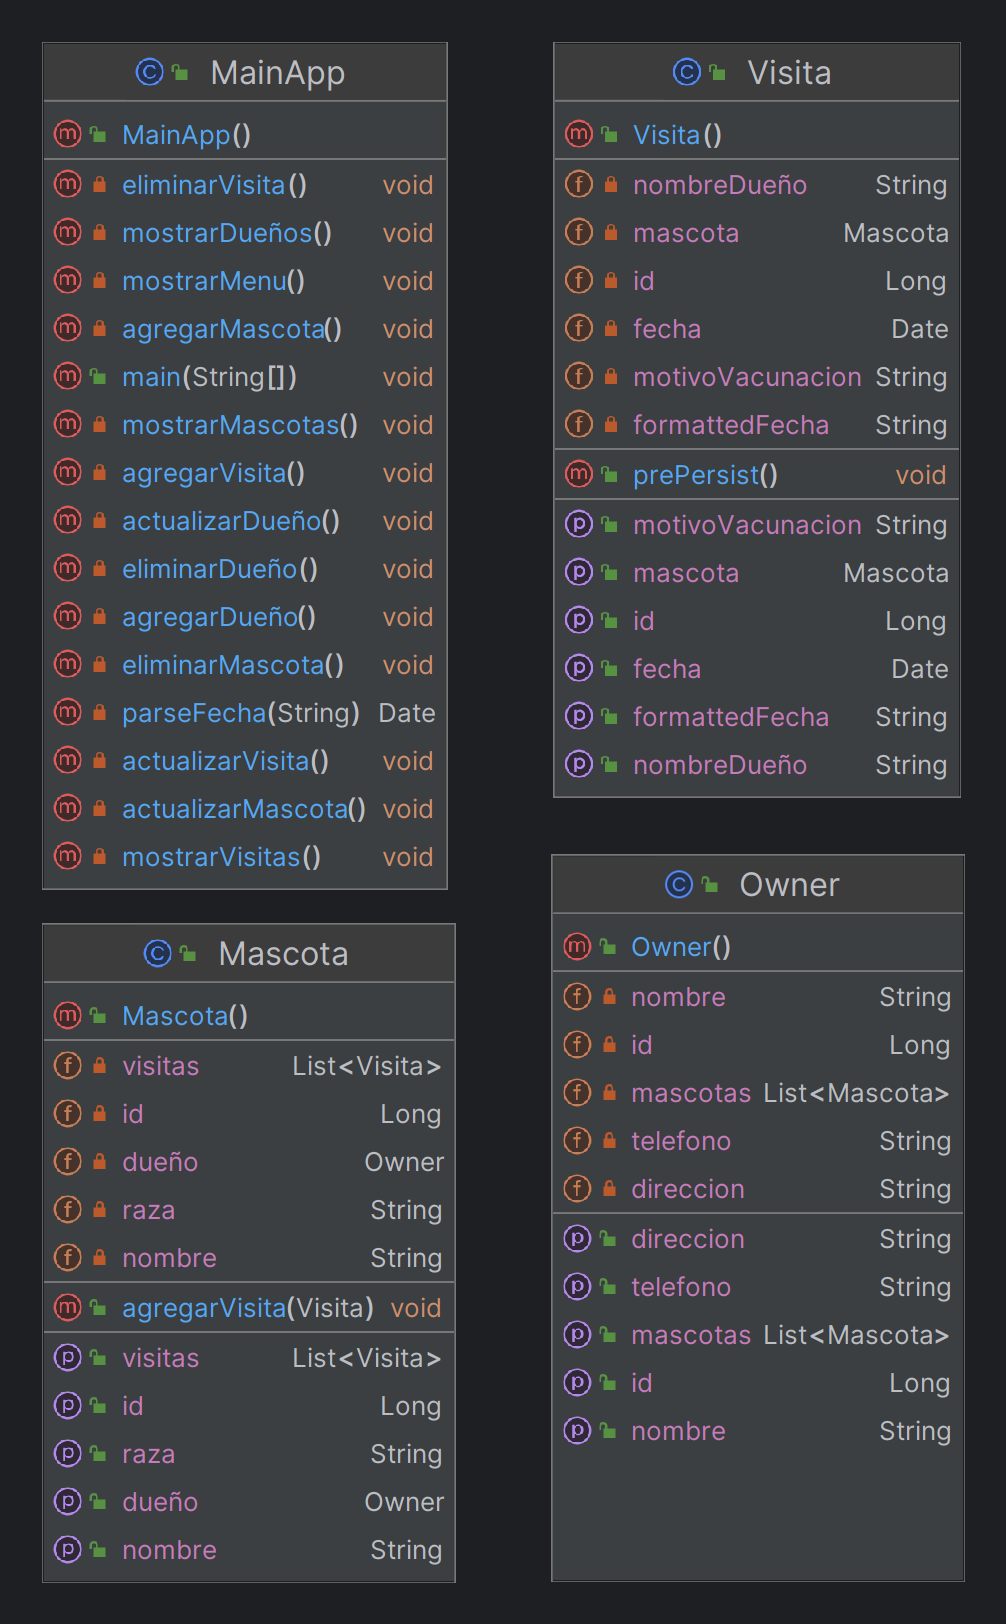 MainApp
MainApp()
eliminarVisita() void
mostrarDueños() void
mostrarMenu() void
agregarMascota() void
main(String[]) void
mostrarMascotas() void
agregarVisita() void
actualizarDueño() void
eliminarDueño() void
agregarDueño() void
eliminarMascota() void
parseFecha(String) Date
actualizarVisita() void
actualizarMascota() void
mostrarVisitas() void
Visita
Visita()
nombreDueño String
mascota Mascota
id Long
fecha Date
motivoVacunacion String
formattedFecha String
prePersist() void
motivoVacunacion String
mascota Mascota
id Long
fecha Date
formattedFecha String
nombreDueño String
Mascota
Mascota()
visitas List<Visita>
id Long
dueño Owner
raza String
nombre String
agregarVisita(Visita) void
visitas List<Visita>
id Long
raza String
dueño Owner
nombre String
Owner
Owner()
nombre String
id Long
mascotas List<Mascota>
telefono String
direccion String
direccion String
telefono String
mascotas List<Mascota>
id Long
nombre String